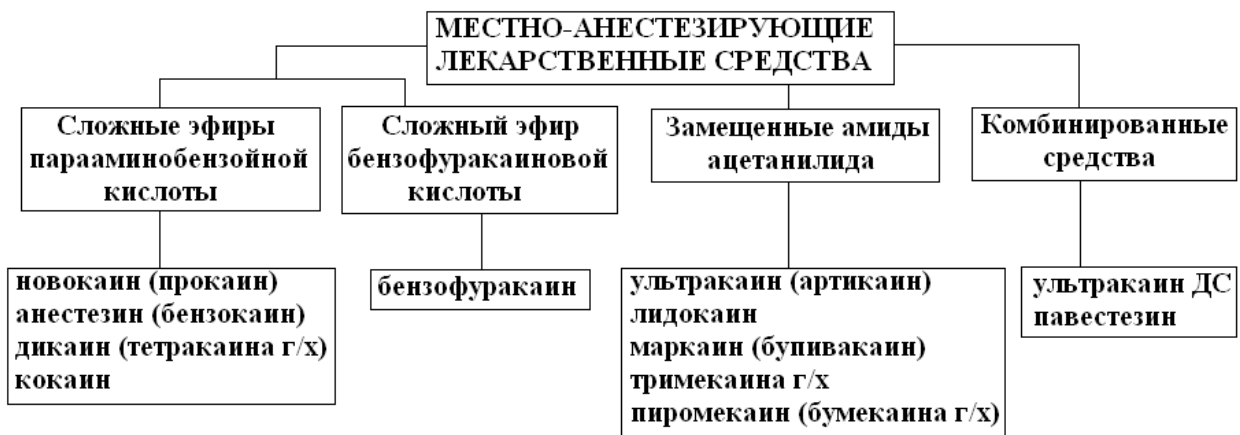 МЕСТНО-АНЕСТЕЗИРУЮЩИЕ
ЛЕКАРСТВЕННЫЕ СРЕДСТВА
Сложные эфиры
парааминобензойной
кислоты
Сложный эфир
бензофуракаиновой
кислоты
Замещенные амиды
ацетанилида
Комбинированные
средства
новокаин (прокаин)
анестезин (бензокаин)
дикаин (тетракаина г/х)
кокаин
бензофуракаин
ультракаин (артикаин)
лидокаин
маркаин (бупивакаин)
тримекаина г/х
пиромекаин (бумекаина г/х)
ультракаин ДС
павестезин